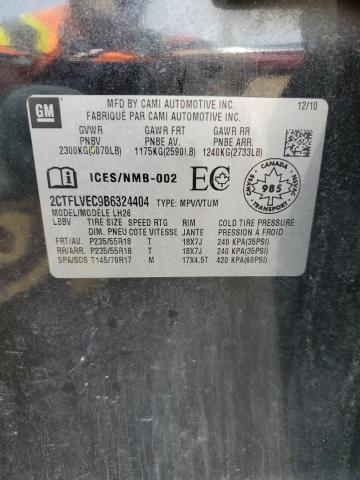 GM
MFD BY CAMI AUTOMOTIVE INC.
FABRIQUÉ PAR CAMI AUTOMOTIVE INC.
12/10
GVWR GAWR FRT GAWR RR
PNBV PNBE AV. PNBE ARR.
2300KG(5070LB) 1175KG(2590LB) 1240KG(2733LB)
ICES/NMB-002
EC
CANADA
CMVSS
NSVAC
985
TRANSPORT
2CTFLVEC9B6324404 TYPE: MPV/VTUM
MODEL/MODÈLE LH26
LBBV TIRE SIZE SPEED RTG RIM COLD TIRE PRESSURE
DIM. PNEU COTE VITESSE JANTE PRESSION À FROID
FRT/AV. P235/55R18 T 18X7J 240 KPA(35PSI)
RR/ARR. P235/55R18 T 18X7J 240 KPA(35PSI)
SPA/SDS T145/70R17 M 17X4.5T 420 KPA(60PSI)